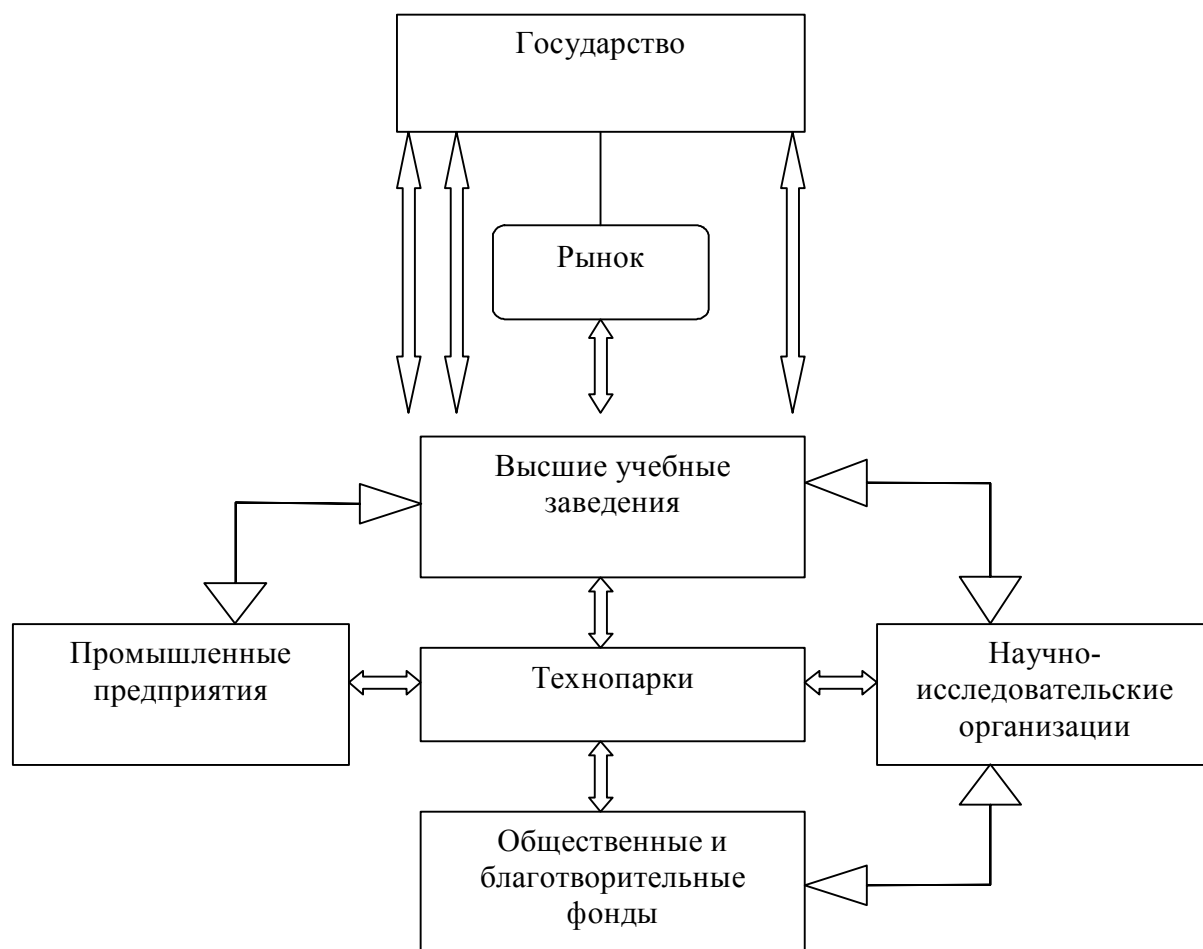 Государство
Рынок
Высшие учебные
заведения
Промышленные
предприятия
Технопарки
Научно-
исследовательские
организации
Общественные и
благотворительные
фонды